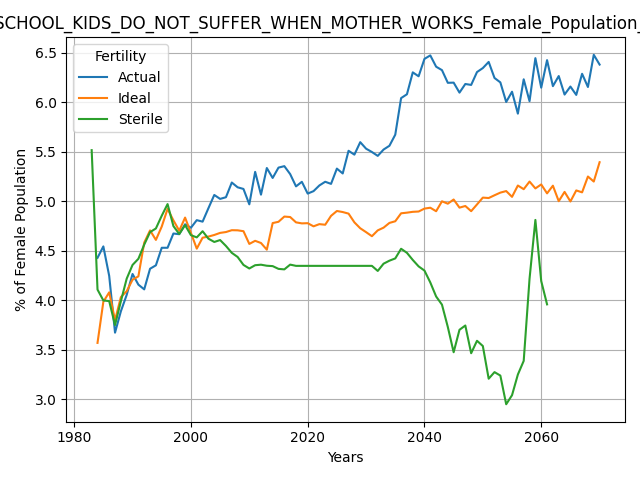 SCHOOL_KIDS_DO_NOT_SUFFER_WHEN_MOTHER_WORKS_Female_Population_
Fertility
Actual
Ideal
Sterile
% of Female Population
6.5
6.0
5.5
5.0
4.5
4.0
3.5
3.0
1980
2000
2020
2040
2060
Years